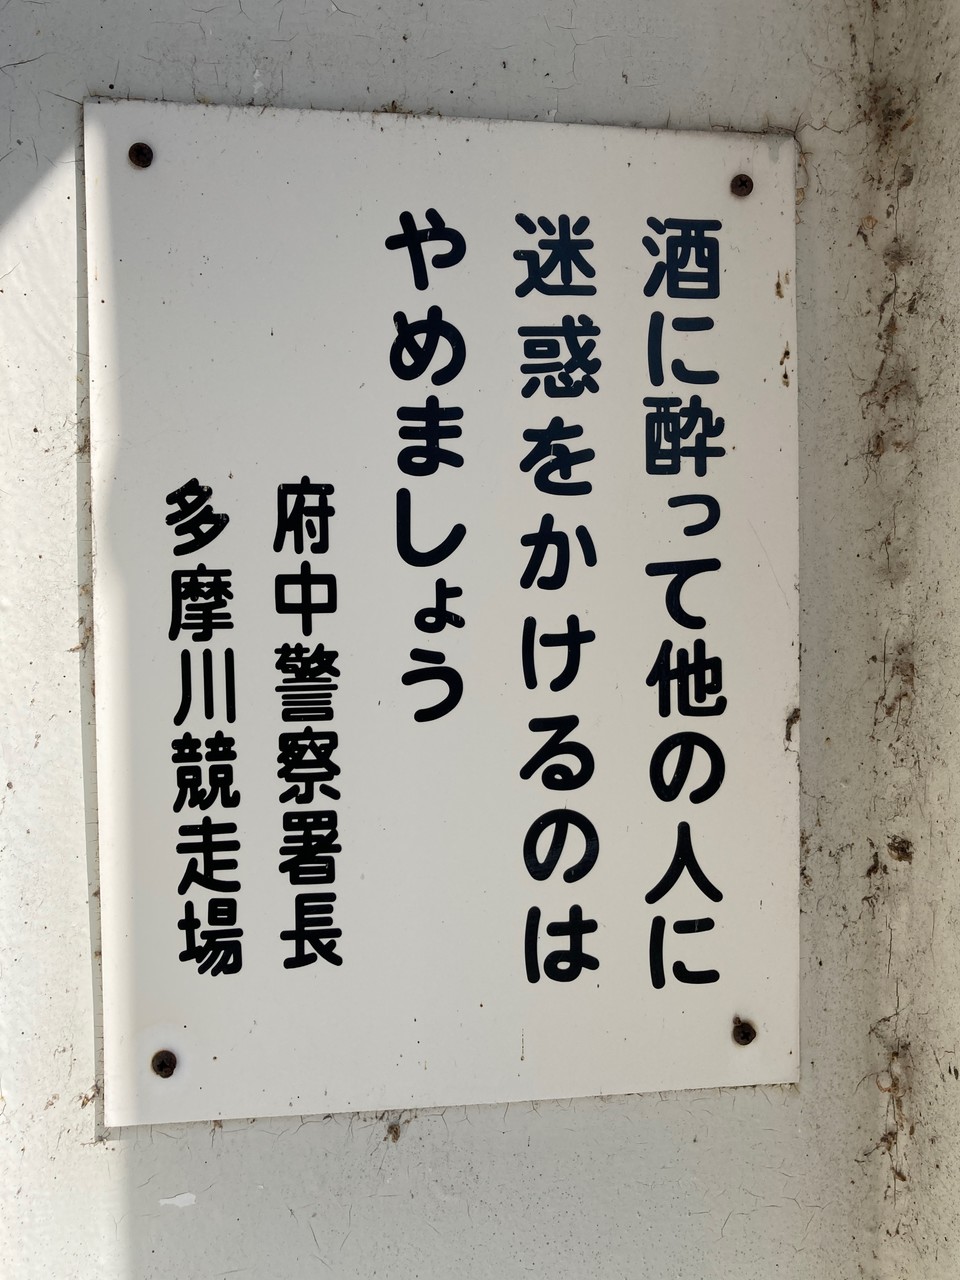 酒に酔って他の人に
迷惑をかけるのは
やめましょう
府中警察署長
多摩川競走場